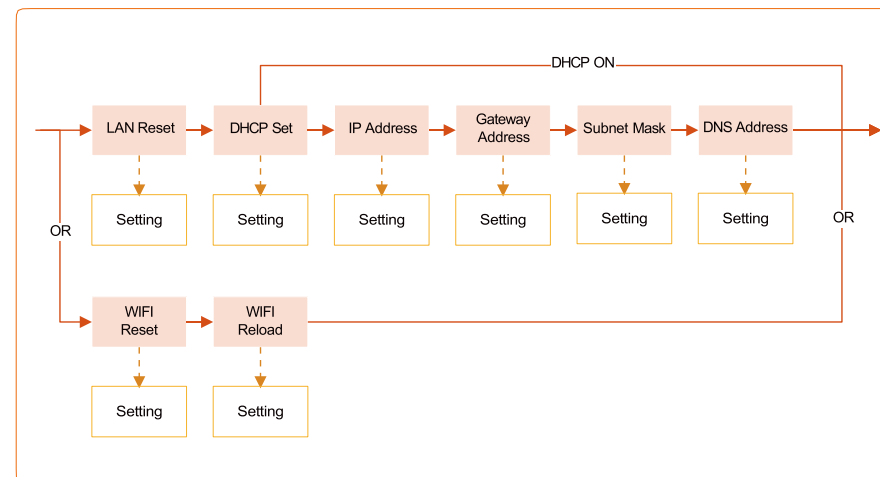 DHCP ON
LAN Reset
DHCP Set
IP Address
Gateway
Address
Subnet Mask
DNS Address
Setting
Setting
Setting
Setting
Setting
Setting
OR
OR
WIFI
Reset
WIFI
Reload
Setting
Setting